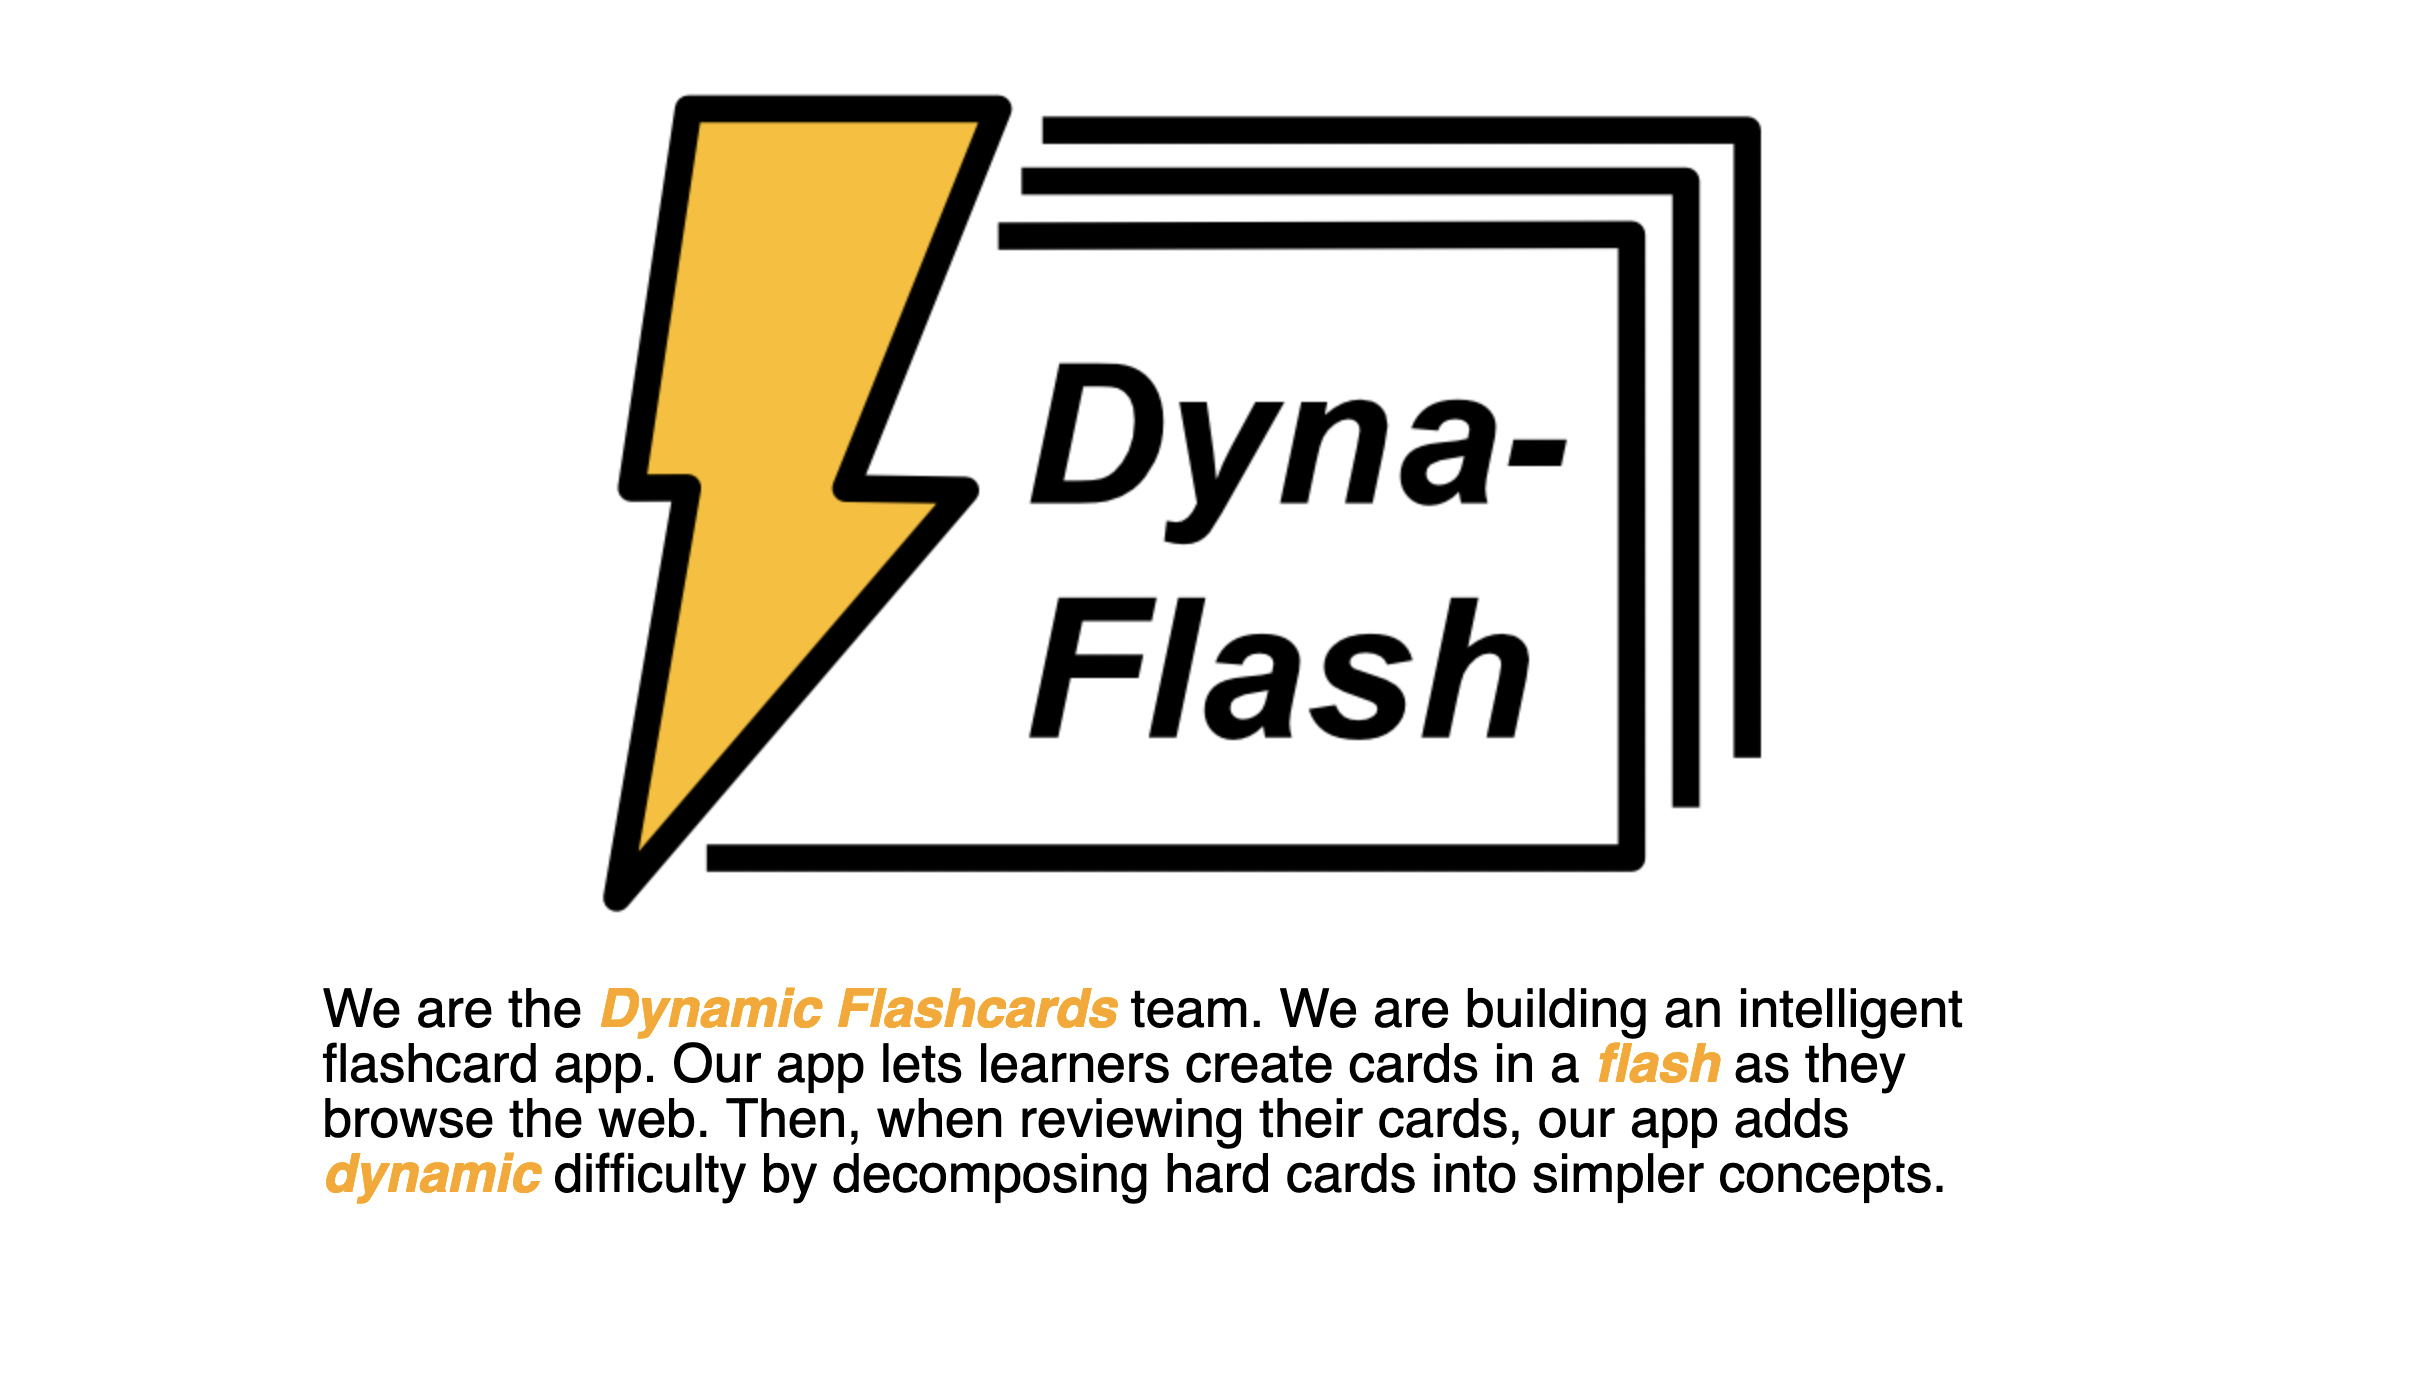 Dyna-
Flash
We are the Dynamic Flashcards team. We are building an intelligent
flashcard app. Our app lets learners create cards in a flash as they
browse the web. Then, when reviewing their cards, our app adds
dynamic difficulty by decomposing hard cards into simpler concepts.